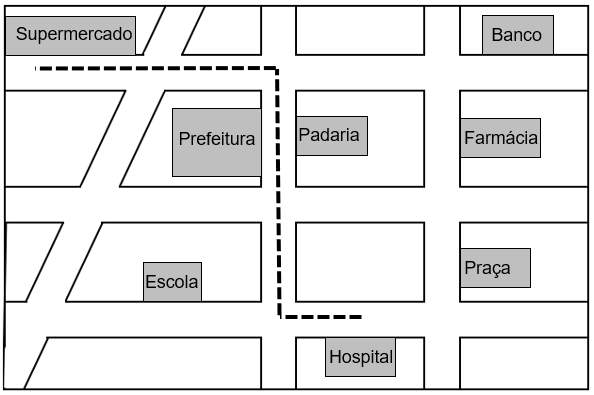 Supermercado
Banco
Prefeitura
Padaria
Farmácia
Escola
Praça
Hospital